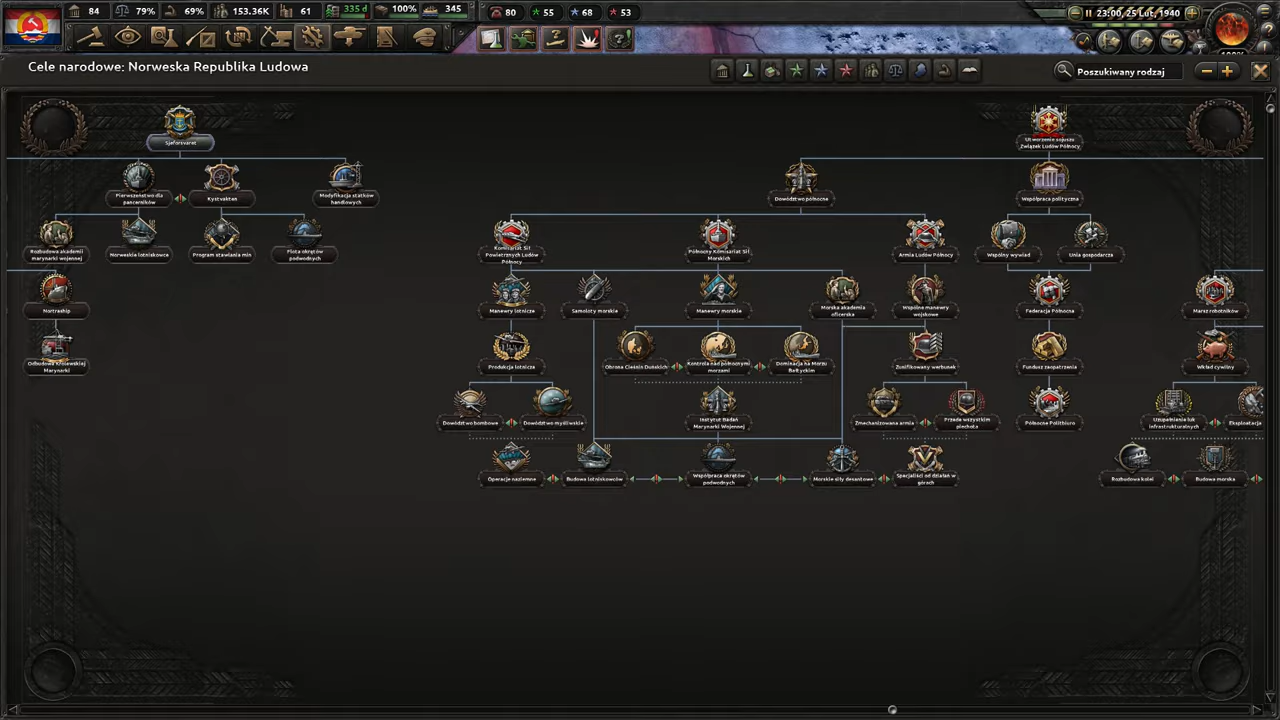 84 79% 69% 153.36K 61 335 d 100% 345 80 55 68 53 23:00, 25 Lut, 1940
100%
Cele narodowe: Norweska Republika Ludowa
Poszukiwany rodzaj
Sjeforsvaret
Utworzenie sojuszu
Związek Ludów Północy
Pierwszeństwo dla
pancerników
Kystvakten
Modyfikacja statków
handlowych
Dowództwo północne
Współpraca polityczna
Rozbudowa akademii
marynarki wojennej
Norweskie lotniskowce
Program stawiania min
Flota okrętów
podwodnych
Komisariat Sił
Powietrznych Ludów
Północy
Północny Komisariat Sił
Morskich
Armia Ludów Północy
Wspólny wywiad
Unia gospodarcza
Nortraship
Manewry lotnicze
Samoloty morskie
Manewry morskie
Morska akademia
oficerska
Wspólne manewry
wojskowe
Federacja Północna
Marsz robotników
Odbudowa Królewskiej
Marynarki
Produkcja lotnicza
Obrona Cieśnin Duńskich
Kontrola nad północnymi
morzami
Dominacja na Morzu
Bałtyckim
Zunifikowany werbunek
Fundusz zaopatrzenia
Wkład cywilny
Dowództwo bombowe
Dowództwo myśliwskie
Instytut Badań
Marynarki Wojennej
Zmechanizowana armia
Przede wszystkim
piechota
Północne Politbiuro
Uzupełnienie luk
infrastrukturalnych
Eksploatacja
Operacje naziemne
Budowa lotniskowców
Współpraca okrętów
podwodnych
Morskie siły desantowe
Specjaliści od działań w
górach
Rozbudowa kolei
Budowa morska